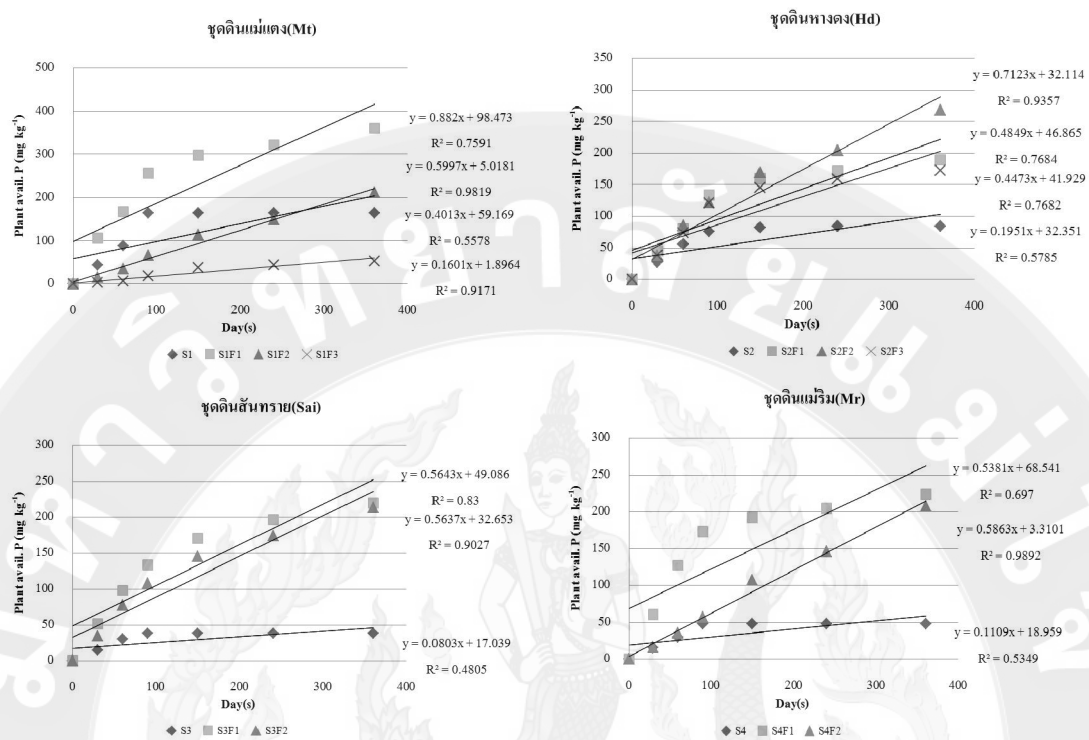 ชุดดินแม่แตง(Mt)
Plant avail. P (mg kg⁻¹)
500
400
300
200
100
0
0
100
200
300
400
Day(s)
y = 0.882x + 98.473
R² = 0.7591
y = 0.5997x + 5.0181
R² = 0.9819
y = 0.4013x + 59.169
R² = 0.5578
y = 0.1601x + 1.8964
R² = 0.9171
S1 S1F1 S1F2 S1F3
ชุดดินหางดง(Hd)
Plant avail. P (mg kg⁻¹)
350
300
250
200
150
100
50
0
0
100
200
300
400
Day(s)
y = 0.7123x + 32.114
R² = 0.9357
y = 0.4849x + 46.865
R² = 0.7684
y = 0.4473x + 41.929
R² = 0.7682
y = 0.1951x + 32.351
R² = 0.5785
S2 S2F1 S2F2 S2F3
ชุดดินสันทราย(Sai)
Plant avail. P (mg kg⁻¹)
300
250
200
150
100
50
0
0
100
200
300
400
Day(s)
y = 0.5643x + 49.086
R² = 0.83
y = 0.5637x + 32.653
R² = 0.9027
y = 0.0803x + 17.039
R² = 0.4805
S3 S3F1 S3F2
ชุดดินแม่ริม(Mr)
Plant avail. P (mg kg⁻¹)
300
250
200
150
100
50
0
0
100
200
300
400
Day(s)
y = 0.5381x + 68.541
R² = 0.697
y = 0.5863x + 3.3101
R² = 0.9892
y = 0.1109x + 18.959
R² = 0.5349
S4 S4F1 S4F2